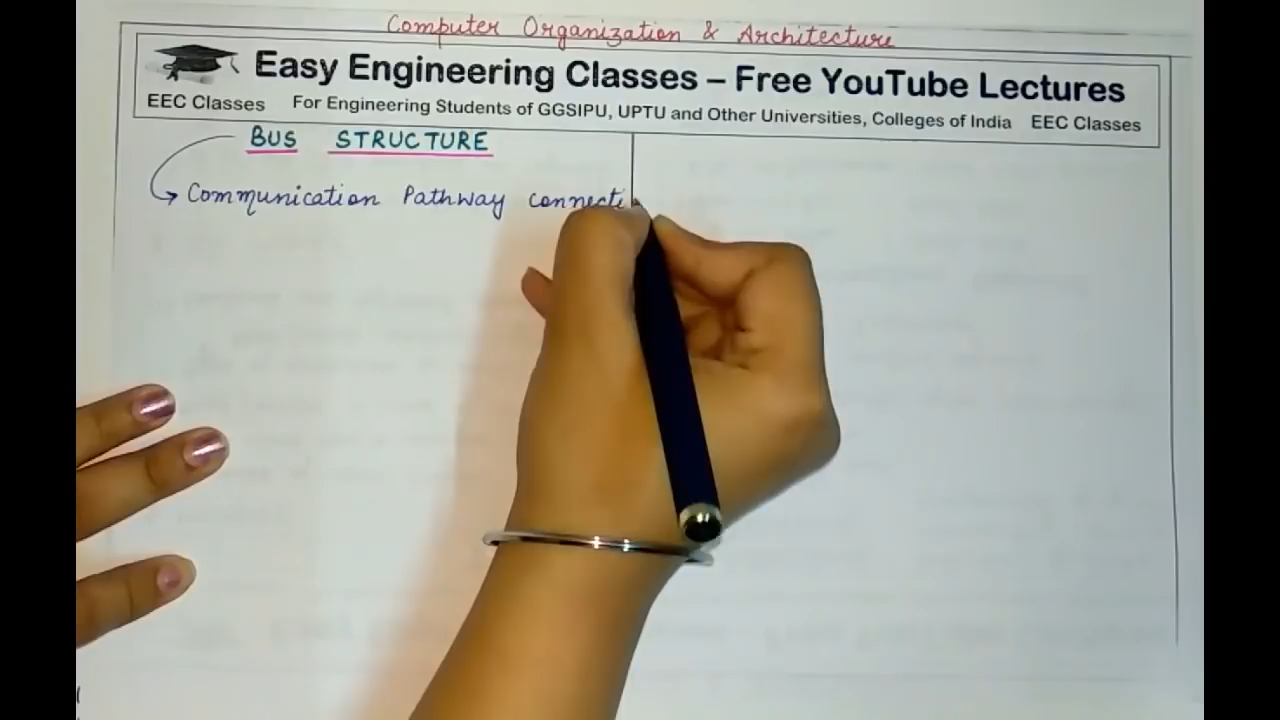 Computer Organization & Architecture
Easy Engineering Classes – Free YouTube Lectures
EEC Classes For Engineering Students of GGSIPU, UPTU and Other Universities, Colleges of India EEC Classes
BUS STRUCTURE
Communication Pathway connecti